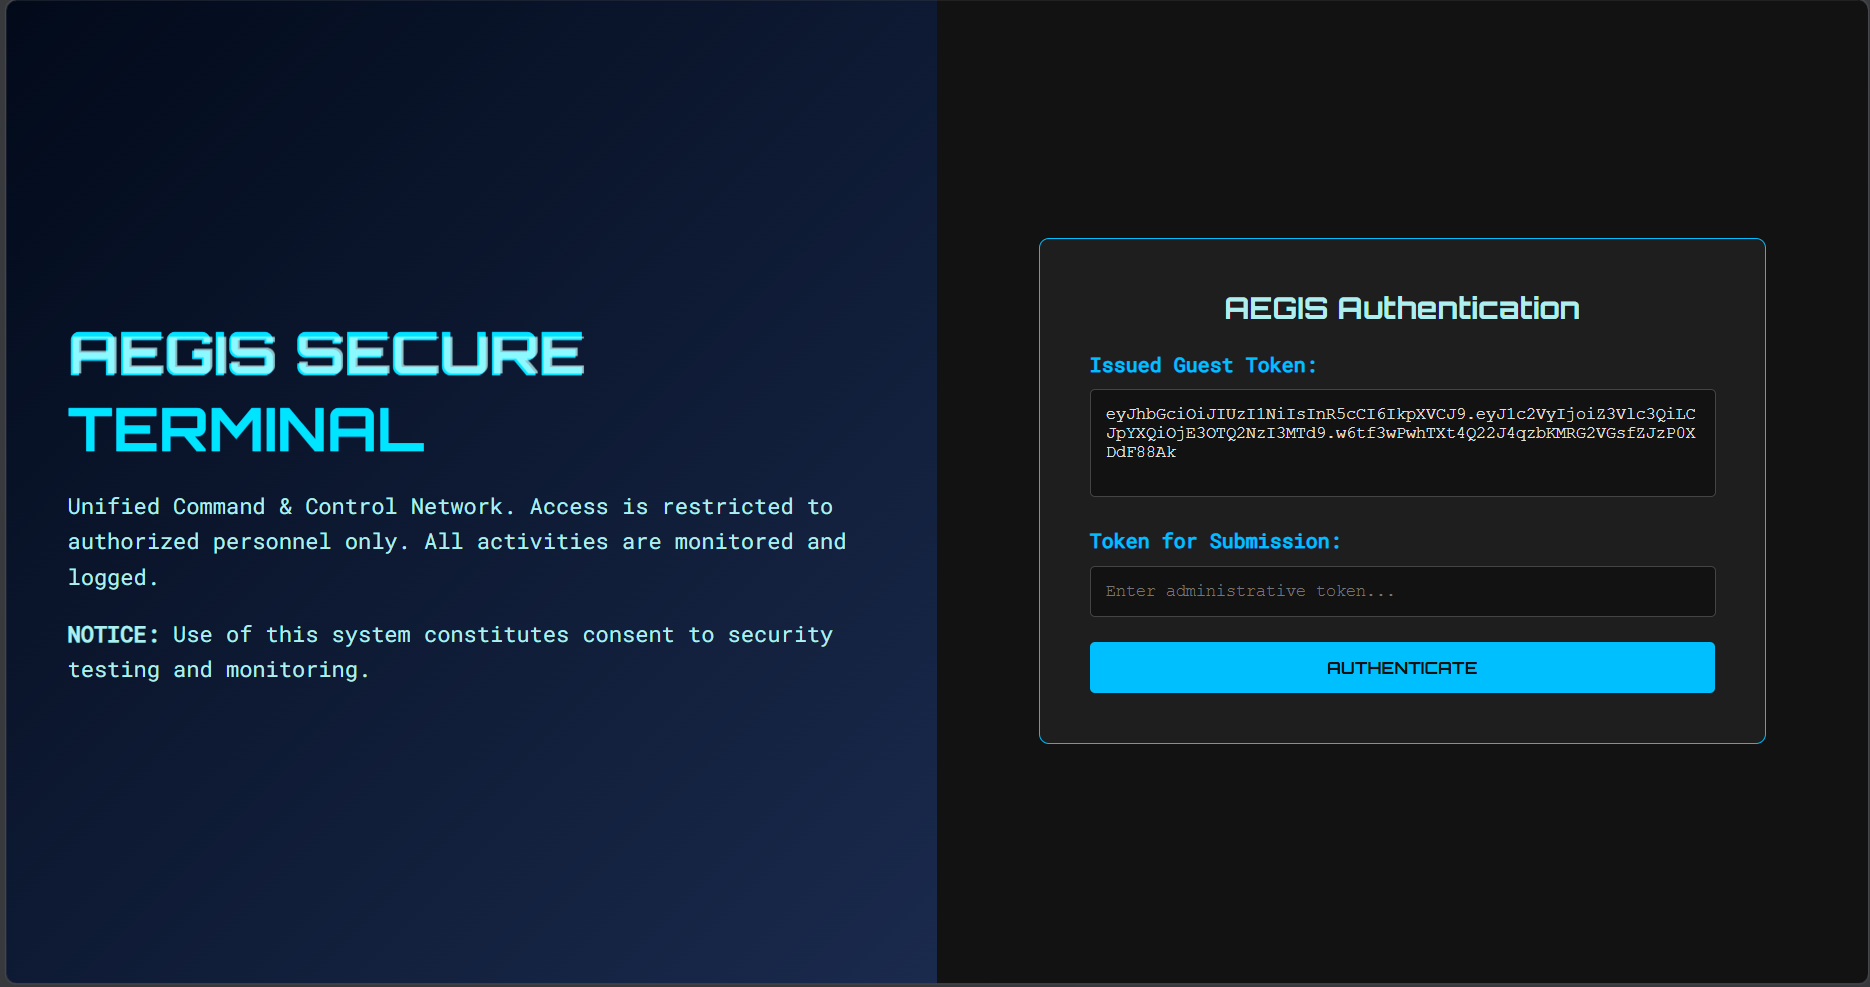 AEGIS SECURE
TERMINAL
Unified Command & Control Network. Access is restricted to
authorized personnel only. All activities are monitored and
logged.
NOTICE: Use of this system constitutes consent to security
testing and monitoring.
AEGIS Authentication
Issued Guest Token:
eyJhbGciOiJIUzI1NiIsInR5cCI6IkpXVCJ9.eyJ1c2VyIjoiZ3Vlc3QiLC
JpYXQiOjE3OTQ2NzI3MTd9.w6tf3wPwhTXt4Q22J4qzbKMRG2VGsfZJzP0X
DdF88Ak
Token for Submission:
Enter administrative token...
AUTHENTICATE